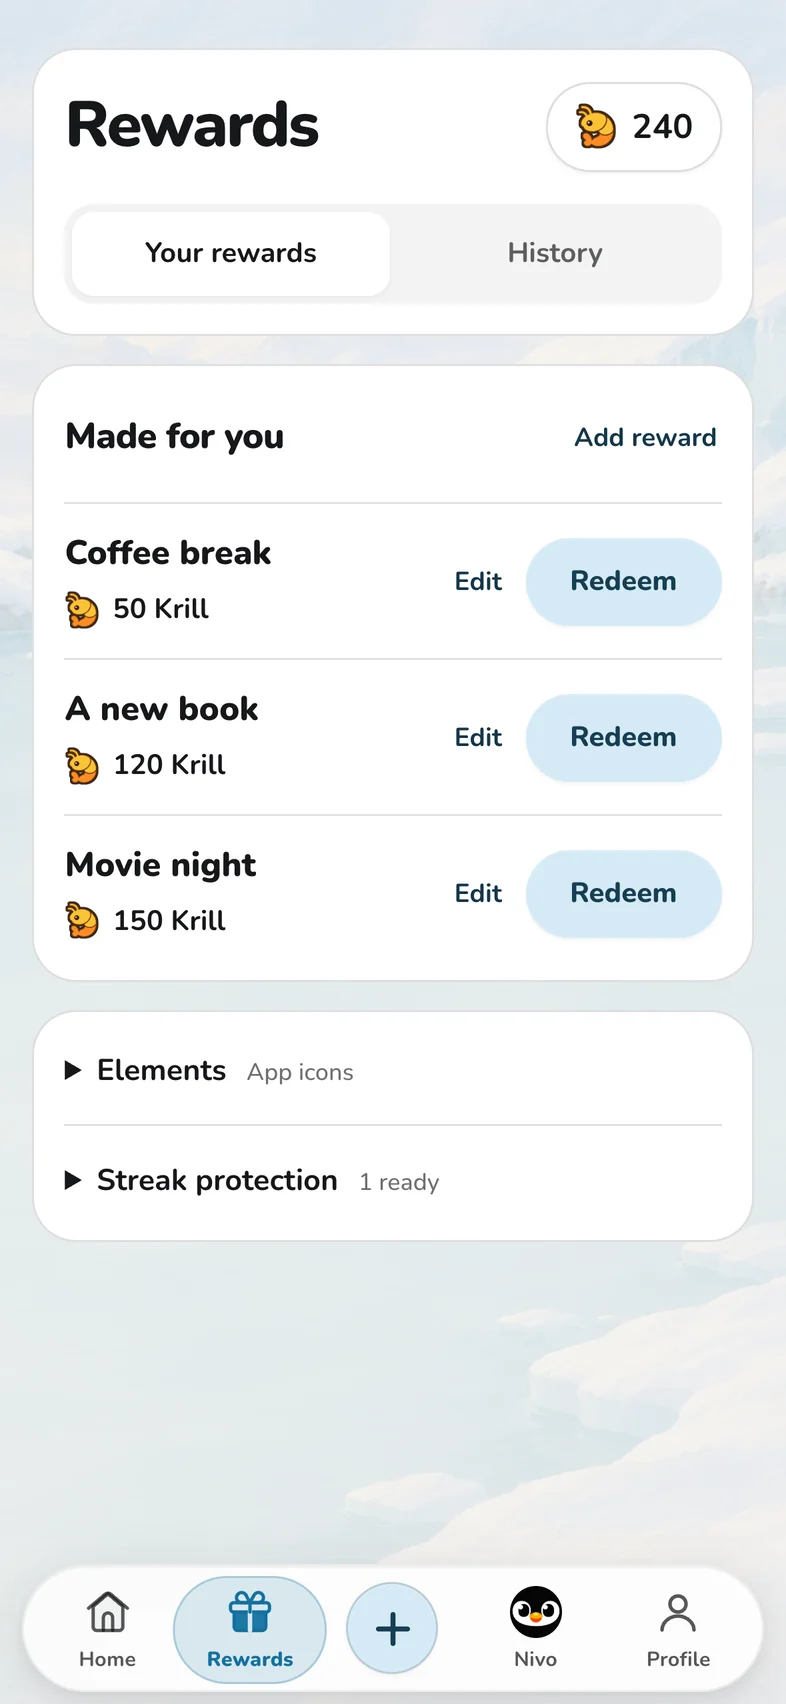 Rewards
240
Your rewards
History
Made for you
Add reward
Coffee break
50 Krill
Edit
Redeem
A new book
120 Krill
Edit
Redeem
Movie night
150 Krill
Edit
Redeem
Elements App icons
Streak protection 1 ready
Home
Rewards
Nivo
Profile